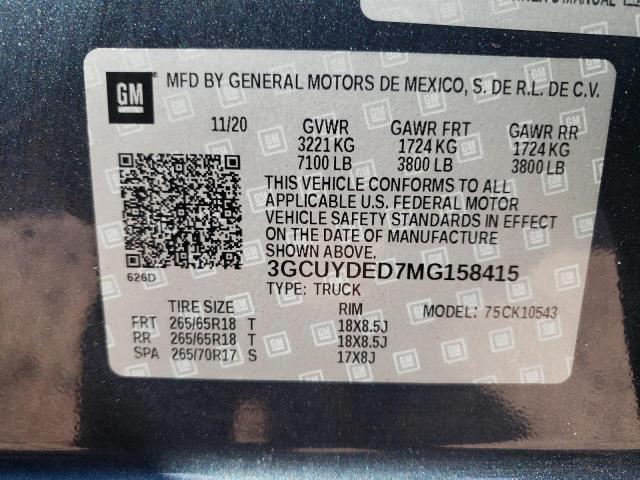 MANUAL
GM
MFD BY GENERAL MOTORS DE MEXICO, S. DE R.L. DE C.V.
11/20 GVWR GAWR FRT GAWR RR
3221 KG 1724 KG 1724 KG
7100 LB 3800 LB 3800 LB
THIS VEHICLE CONFORMS TO ALL
APPLICABLE U.S. FEDERAL MOTOR
VEHICLE SAFETY STANDARDS IN EFFECT
ON THE DATE OF MANUFACTURE
SHOWN ABOVE.
626D 3GCUYDED7MG158415
TYPE: TRUCK
TIRE SIZE RIM MODEL: 75CK10543
FRT 265/65R18 T 18X8.5J
RR 265/65R18 T 18X8.5J
SPA 265/70R17 S 17X8J